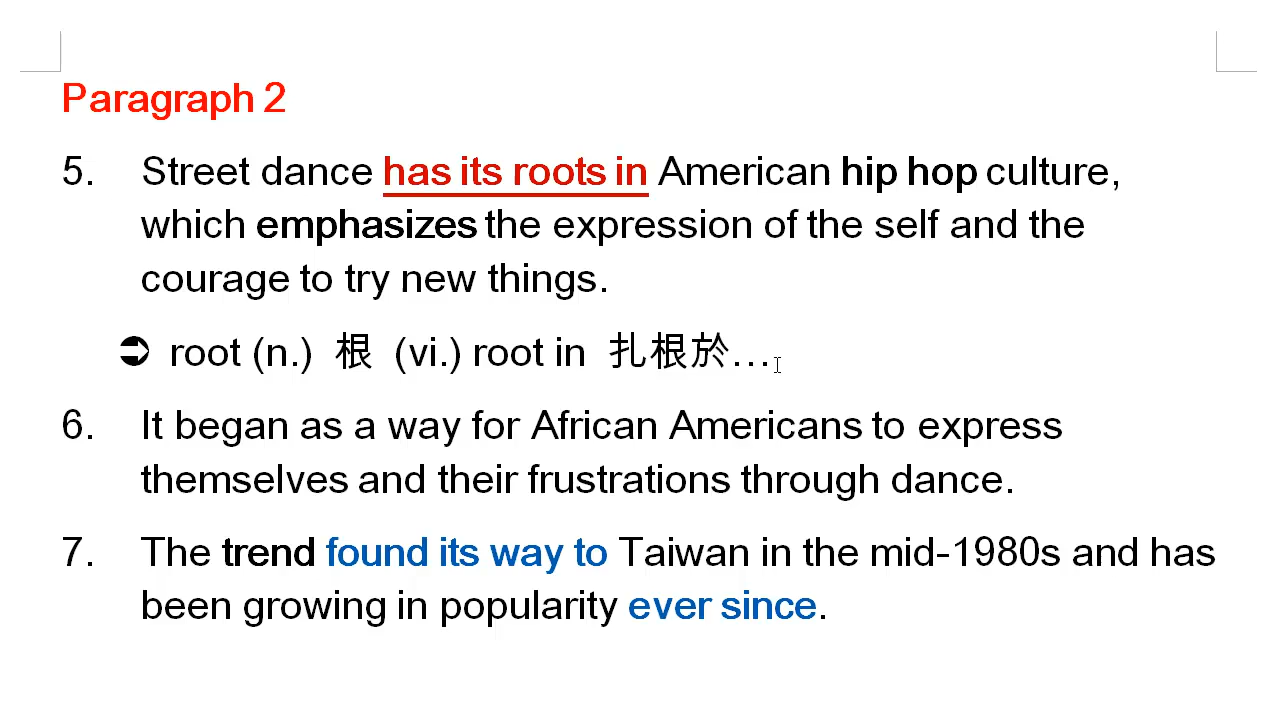 Paragraph 2
5. Street dance has its roots in American hip hop culture,
which emphasizes the expression of the self and the
courage to try new things.
➲ root (n.) 根 (vi.) root in 扎根於…
6. It began as a way for African Americans to express
themselves and their frustrations through dance.
7. The trend found its way to Taiwan in the mid-1980s and has
been growing in popularity ever since.